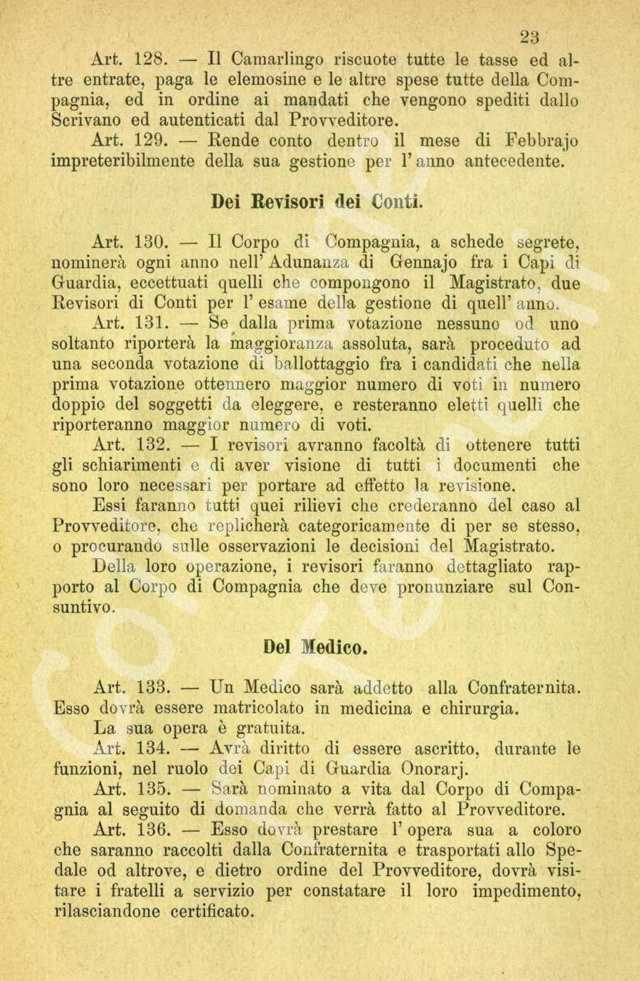 23
Art. 128. — Il Camarlingo riscuote tutte le tasse ed al-
tre entrate, paga le elemosine e le altre spese tutte della Com-
pagnia, ed in ordine ai mandati che vengono spediti dallo
Scrivano ed autenticati dal Provveditore.
Art. 129. — Rende conto dentro il mese di Febbrajo
impreteribilmente della sua gestione per l' anno antecedente.
Dei Revisori dei Conti.
Art. 130. — Il Corpo di Compagnia, a schede segrete,
nominerà ogni anno nell' Adunanza di Gennajo fra i Capi di
Guardia, eccettuati quelli che compongono il Magistrato, due
Revisori di Conti per l' esame della gestione di quell' anno.
Art. 131. — Se dalla prima votazione nessuno od uno
soltanto riporterà la maggioranza assoluta, sarà proceduto ad
una seconda votazione di ballottaggio fra i candidati che nella
prima votazione ottennero maggior numero di voti in numero
doppio del soggetti da eleggere, e resteranno eletti quelli che
riporteranno maggior numero di voti.
Art. 132. — I revisori avranno facoltà di ottenere tutti
gli schiarimenti e di aver visione di tutti i documenti che
sono loro necessari per portare ad effetto la revisione.
Essi faranno tutti quei rilievi che crederanno del caso al
Provveditore, che replicherà categoricamente di per se stesso,
o procurando sulle osservazioni le decisioni del Magistrato.
Della loro operazione, i revisori faranno dettagliato rap-
porto al Corpo di Compagnia che deve pronunziare sul Con-
suntivo.
Del Medico.
Art. 133. — Un Medico sarà addetto alla Confraternita.
Esso dovrà essere matricolato in medicina e chirurgia.
La sua opera è gratuita.
Art. 134. — Avrà diritto di essere ascritto, durante le
funzioni, nel ruolo dei Capi di Guardia Onorarj.
Art. 135. — Sarà nominato a vita dal Corpo di Compa-
gnia al seguito di domanda che verrà fatto al Provveditore.
Art. 136. — Esso dovrà prestare l' opera sua a coloro
che saranno raccolti dalla Confraternita e trasportati allo Spe-
dale od altrove, e dietro ordine del Provveditore, dovrà visi-
tare i fratelli a servizio per constatare il loro impedimento,
rilasciandone certificato.